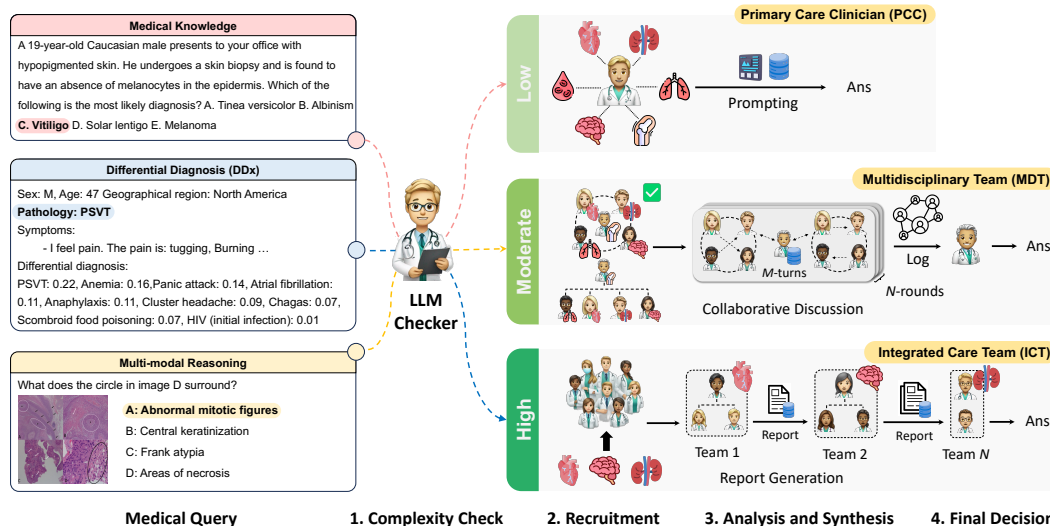 Medical Knowledge
A 19-year-old Caucasian male presents to your office with
hypopigmented skin. He undergoes a skin biopsy and is found
to have an absence of melanocytes in the epidermis. Which of
the following is the most likely diagnosis? A. Tinea versicolor B. Albinism
C. Vitiligo D. Solar lentigo E. Melanoma
Differential Diagnosis (DDx)
Sex: M, Age: 47 Geographical region: North America
Pathology: PSVT
Symptoms:
- I feel pain. The pain is: tugging, Burning …
Differential diagnosis:
PSVT: 0.22, Anemia: 0.16,Panic attack: 0.14, Atrial fibrillation:
0.11, Anaphylaxis: 0.11, Cluster headache: 0.09, Chagas: 0.07,
Scombroid food poisoning: 0.07, HIV (initial infection): 0.01
Multi-modal Reasoning
What does the circle in image D surround?
A: Abnormal mitotic figures
B: Central keratinization
C: Frank atypia
D: Areas of necrosis
Medical Query
LLM
Checker
1. Complexity Check
Low
Primary Care Clinician (PCC)
Prompting
Ans
Moderate
Multidisciplinary Team (MDT)
M-turns
N-rounds
Collaborative Discussion
Log
Ans
High
Integrated Care Team (ICT)
Team 1
Report
Team 2
Report
Team N
Ans
Report Generation
2. Recruitment
3. Analysis and Synthesis
4. Final Decision